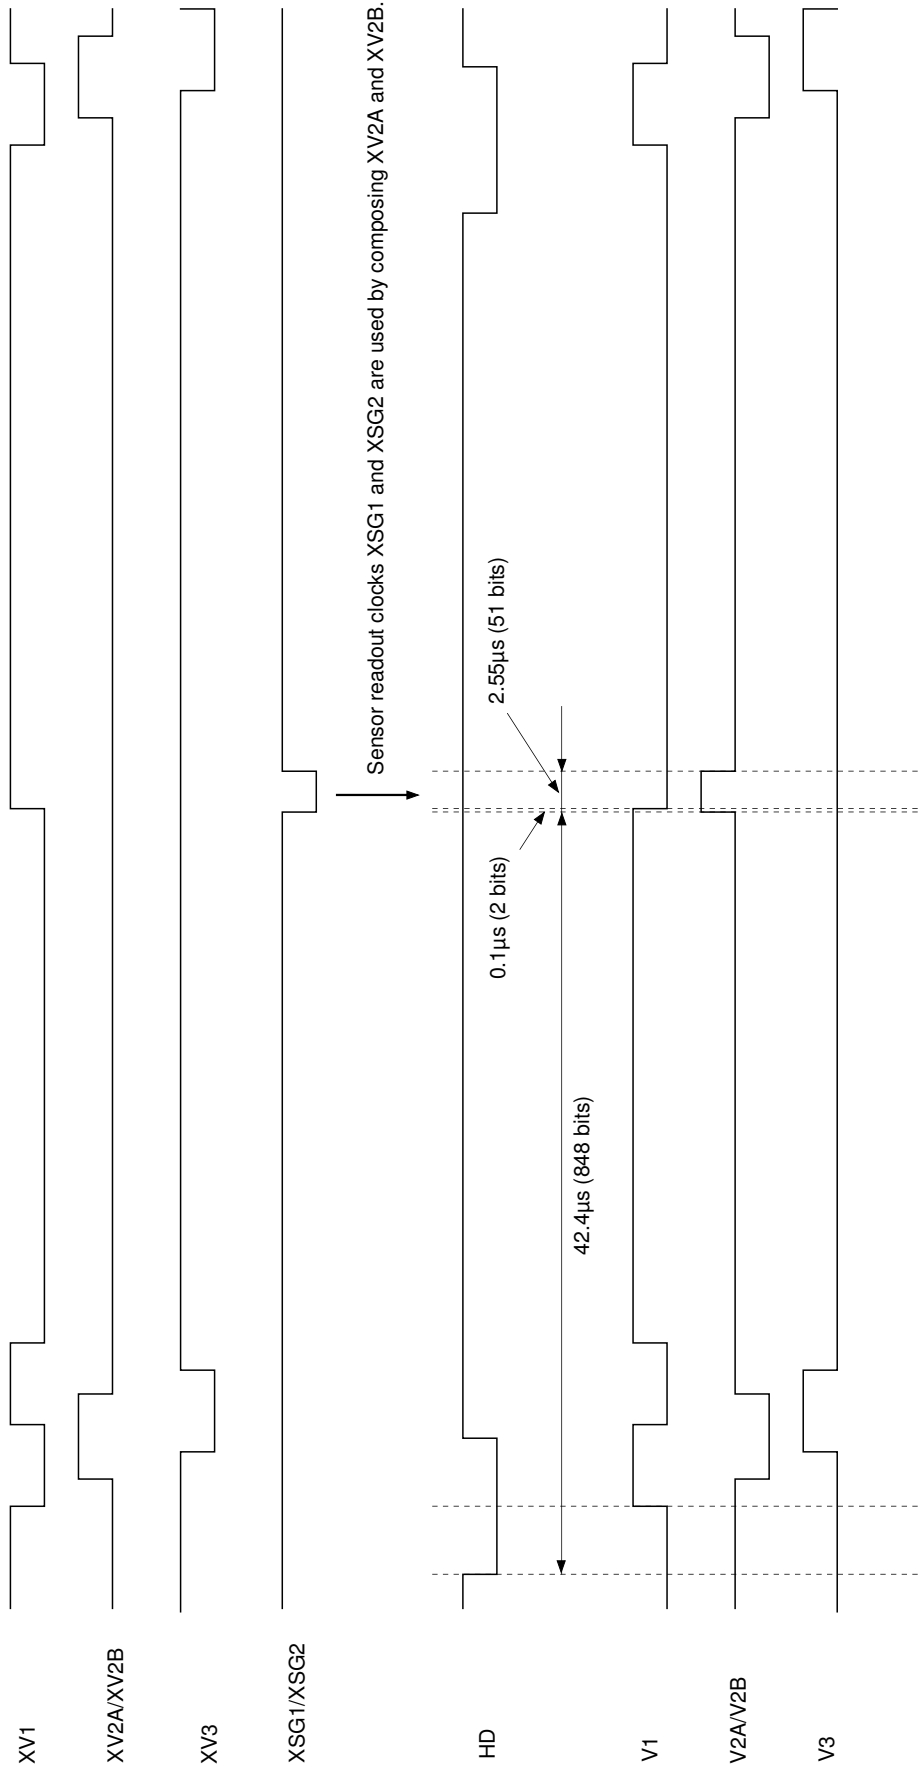 XV1
XV2A/XV2B
XV3
XSG1/XSG2
Sensor readout clocks XSG1 and XSG2 are used by composing XV2A and XV2B.
HD
0.1μs (2 bits)
2.55μs (51 bits)
42.4μs (848 bits)
V1
V2A/V2B
V3